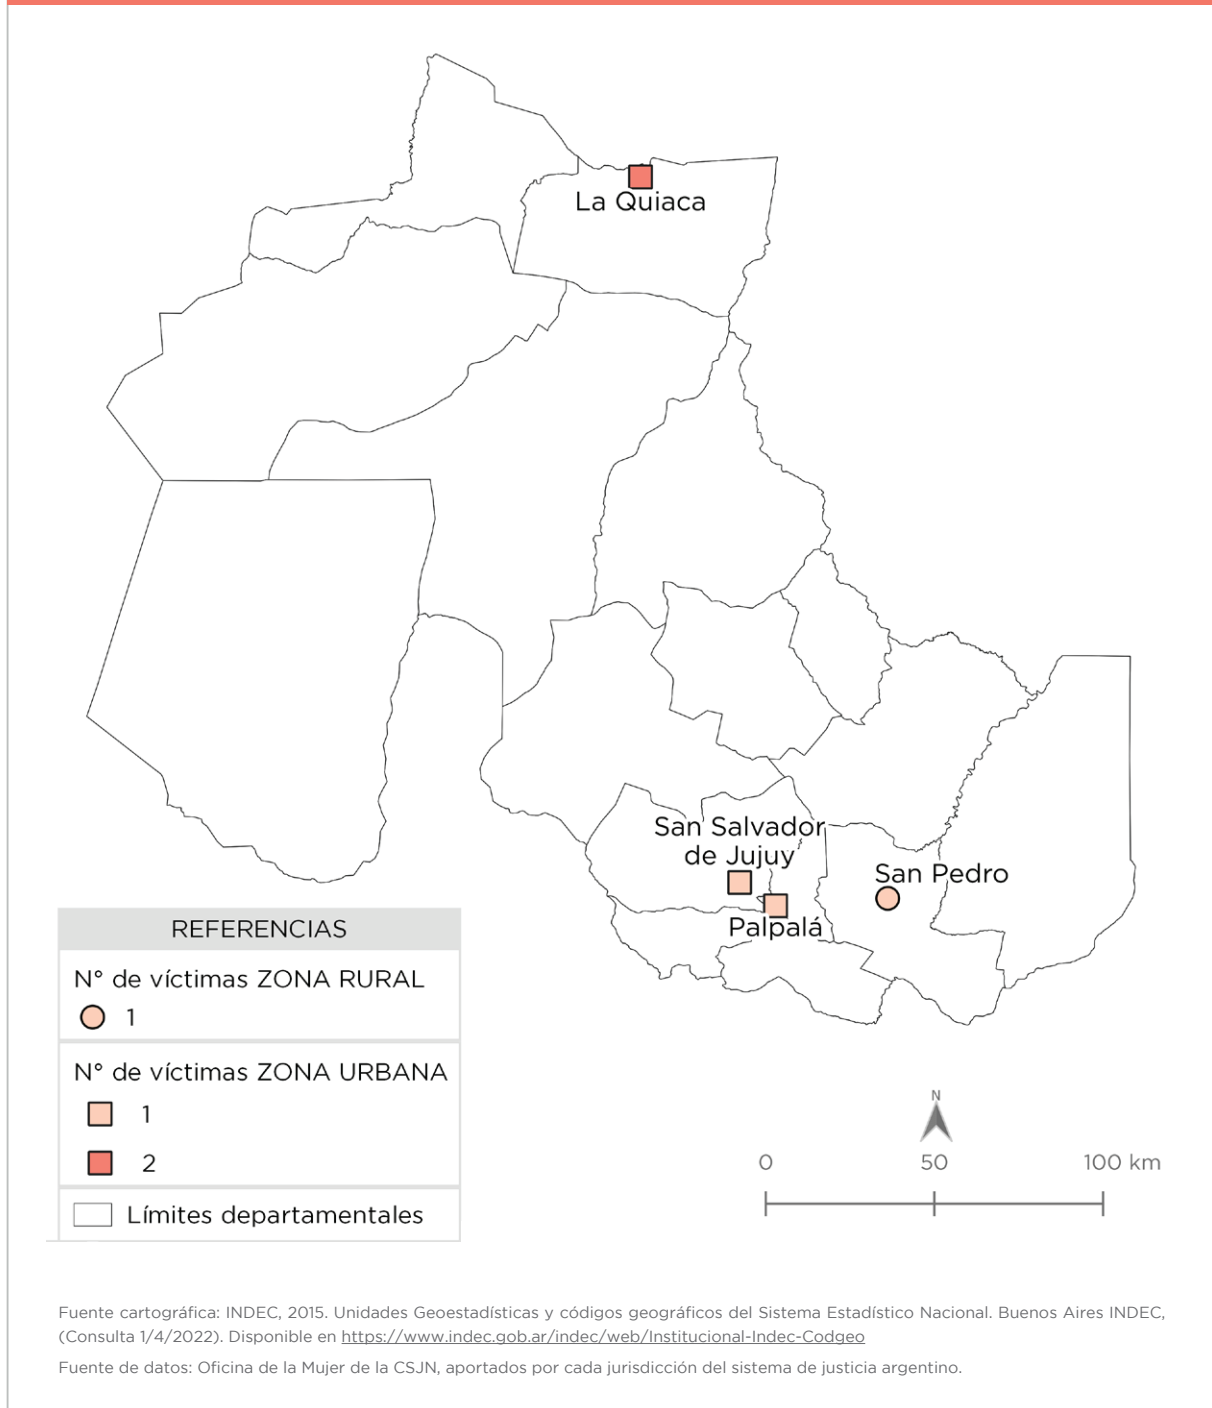 La Quiaca
San Salvador
de Jujuy
San Pedro
Palpalá
REFERENCIAS
N° de víctimas ZONA RURAL
1
N° de víctimas ZONA URBANA
1
2
Límites departamentales
N
0 50 100 km
Fuente cartográfica: INDEC, 2015. Unidades Geoestadísticas y códigos geográficos del Sistema Estadístico Nacional. Buenos Aires INDEC,
(Consulta 1/4/2022). Disponible en https://www.indec.gob.ar/indec/web/Institucional-Indec-Codgeo
Fuente de datos: Oficina de la Mujer de la CSJN, aportados por cada jurisdicción del sistema de justicia argentino.